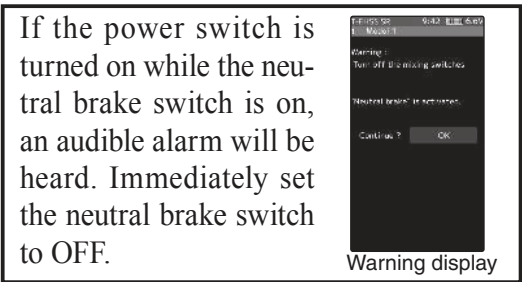 If the power switch is
turned on while the neu-
tral brake switch is on,
an audible alarm will be
heard. Immediately set
the neutral brake switch
to OFF.
T-FHSS SR 9:42 6.6V
1 Model-1
Warning :
Turn off the mixing switches
"Neutral brake" is activated.
Continue ? OK
Warning display